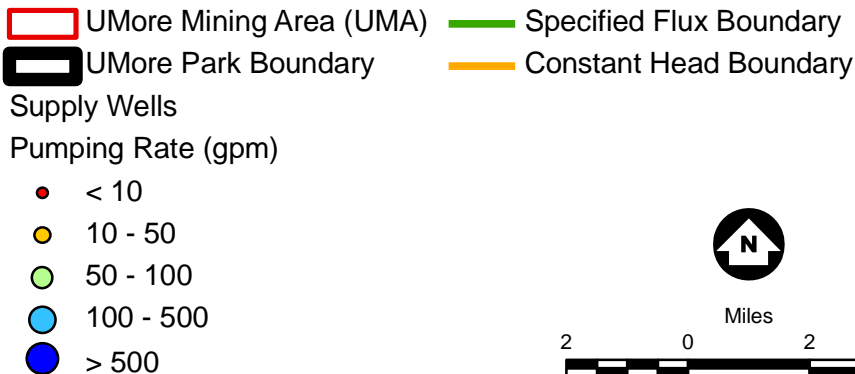 UMore Mining Area (UMA)
Specified Flux Boundary
UMore Park Boundary
Constant Head Boundary
Supply Wells
Pumping Rate (gpm)
< 10
10 - 50
50 - 100
100 - 500
> 500
N
Miles
2 0 2